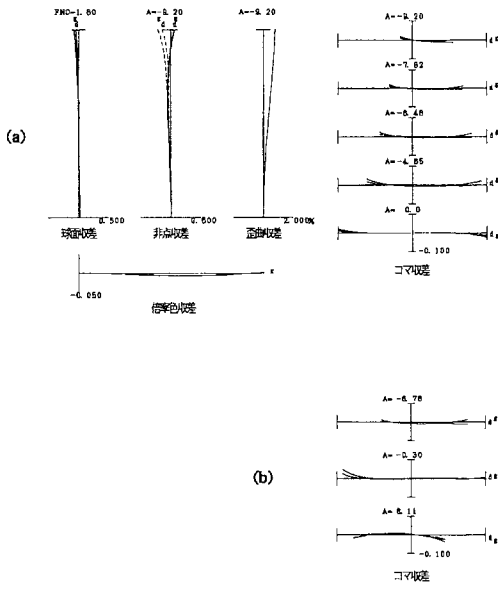 FNO=1.80
A=-9.20
A=-9.20
g
d
g
d
g
d
(a)
0.500
0.500
2.000%
球面収差
非点収差
歪曲収差
g
-0.050
倍率色収差
A=-9.20
d g
A=-7.82
d g
A=-6.48
d g
A=-4.65
d g
A= 0.0
d g
-0.100
コマ収差
(b)
A=-6.78
d g
A=-0.30
d g
A= 6.11
d g
-0.100
コマ収差